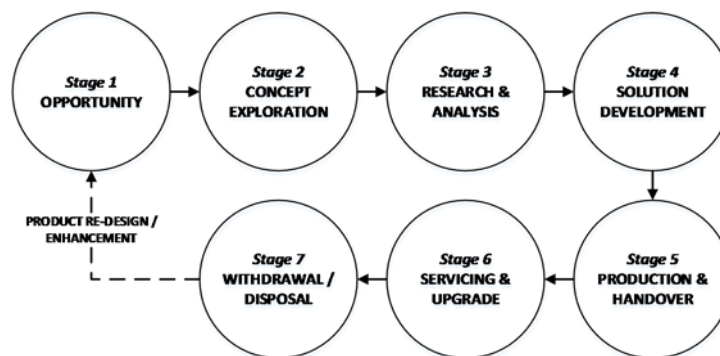 Stage 1
OPPORTUNITY
Stage 2
CONCEPT
EXPLORATION
Stage 3
RESEARCH &
ANALYSIS
Stage 4
SOLUTION
DEVELOPMENT
PRODUCT RE-DESIGN /
ENHANCEMENT
Stage 7
WITHDRAWAL /
DISPOSAL
Stage 6
SERVICING &
UPGRADE
Stage 5
PRODUCTION &
HANDOVER